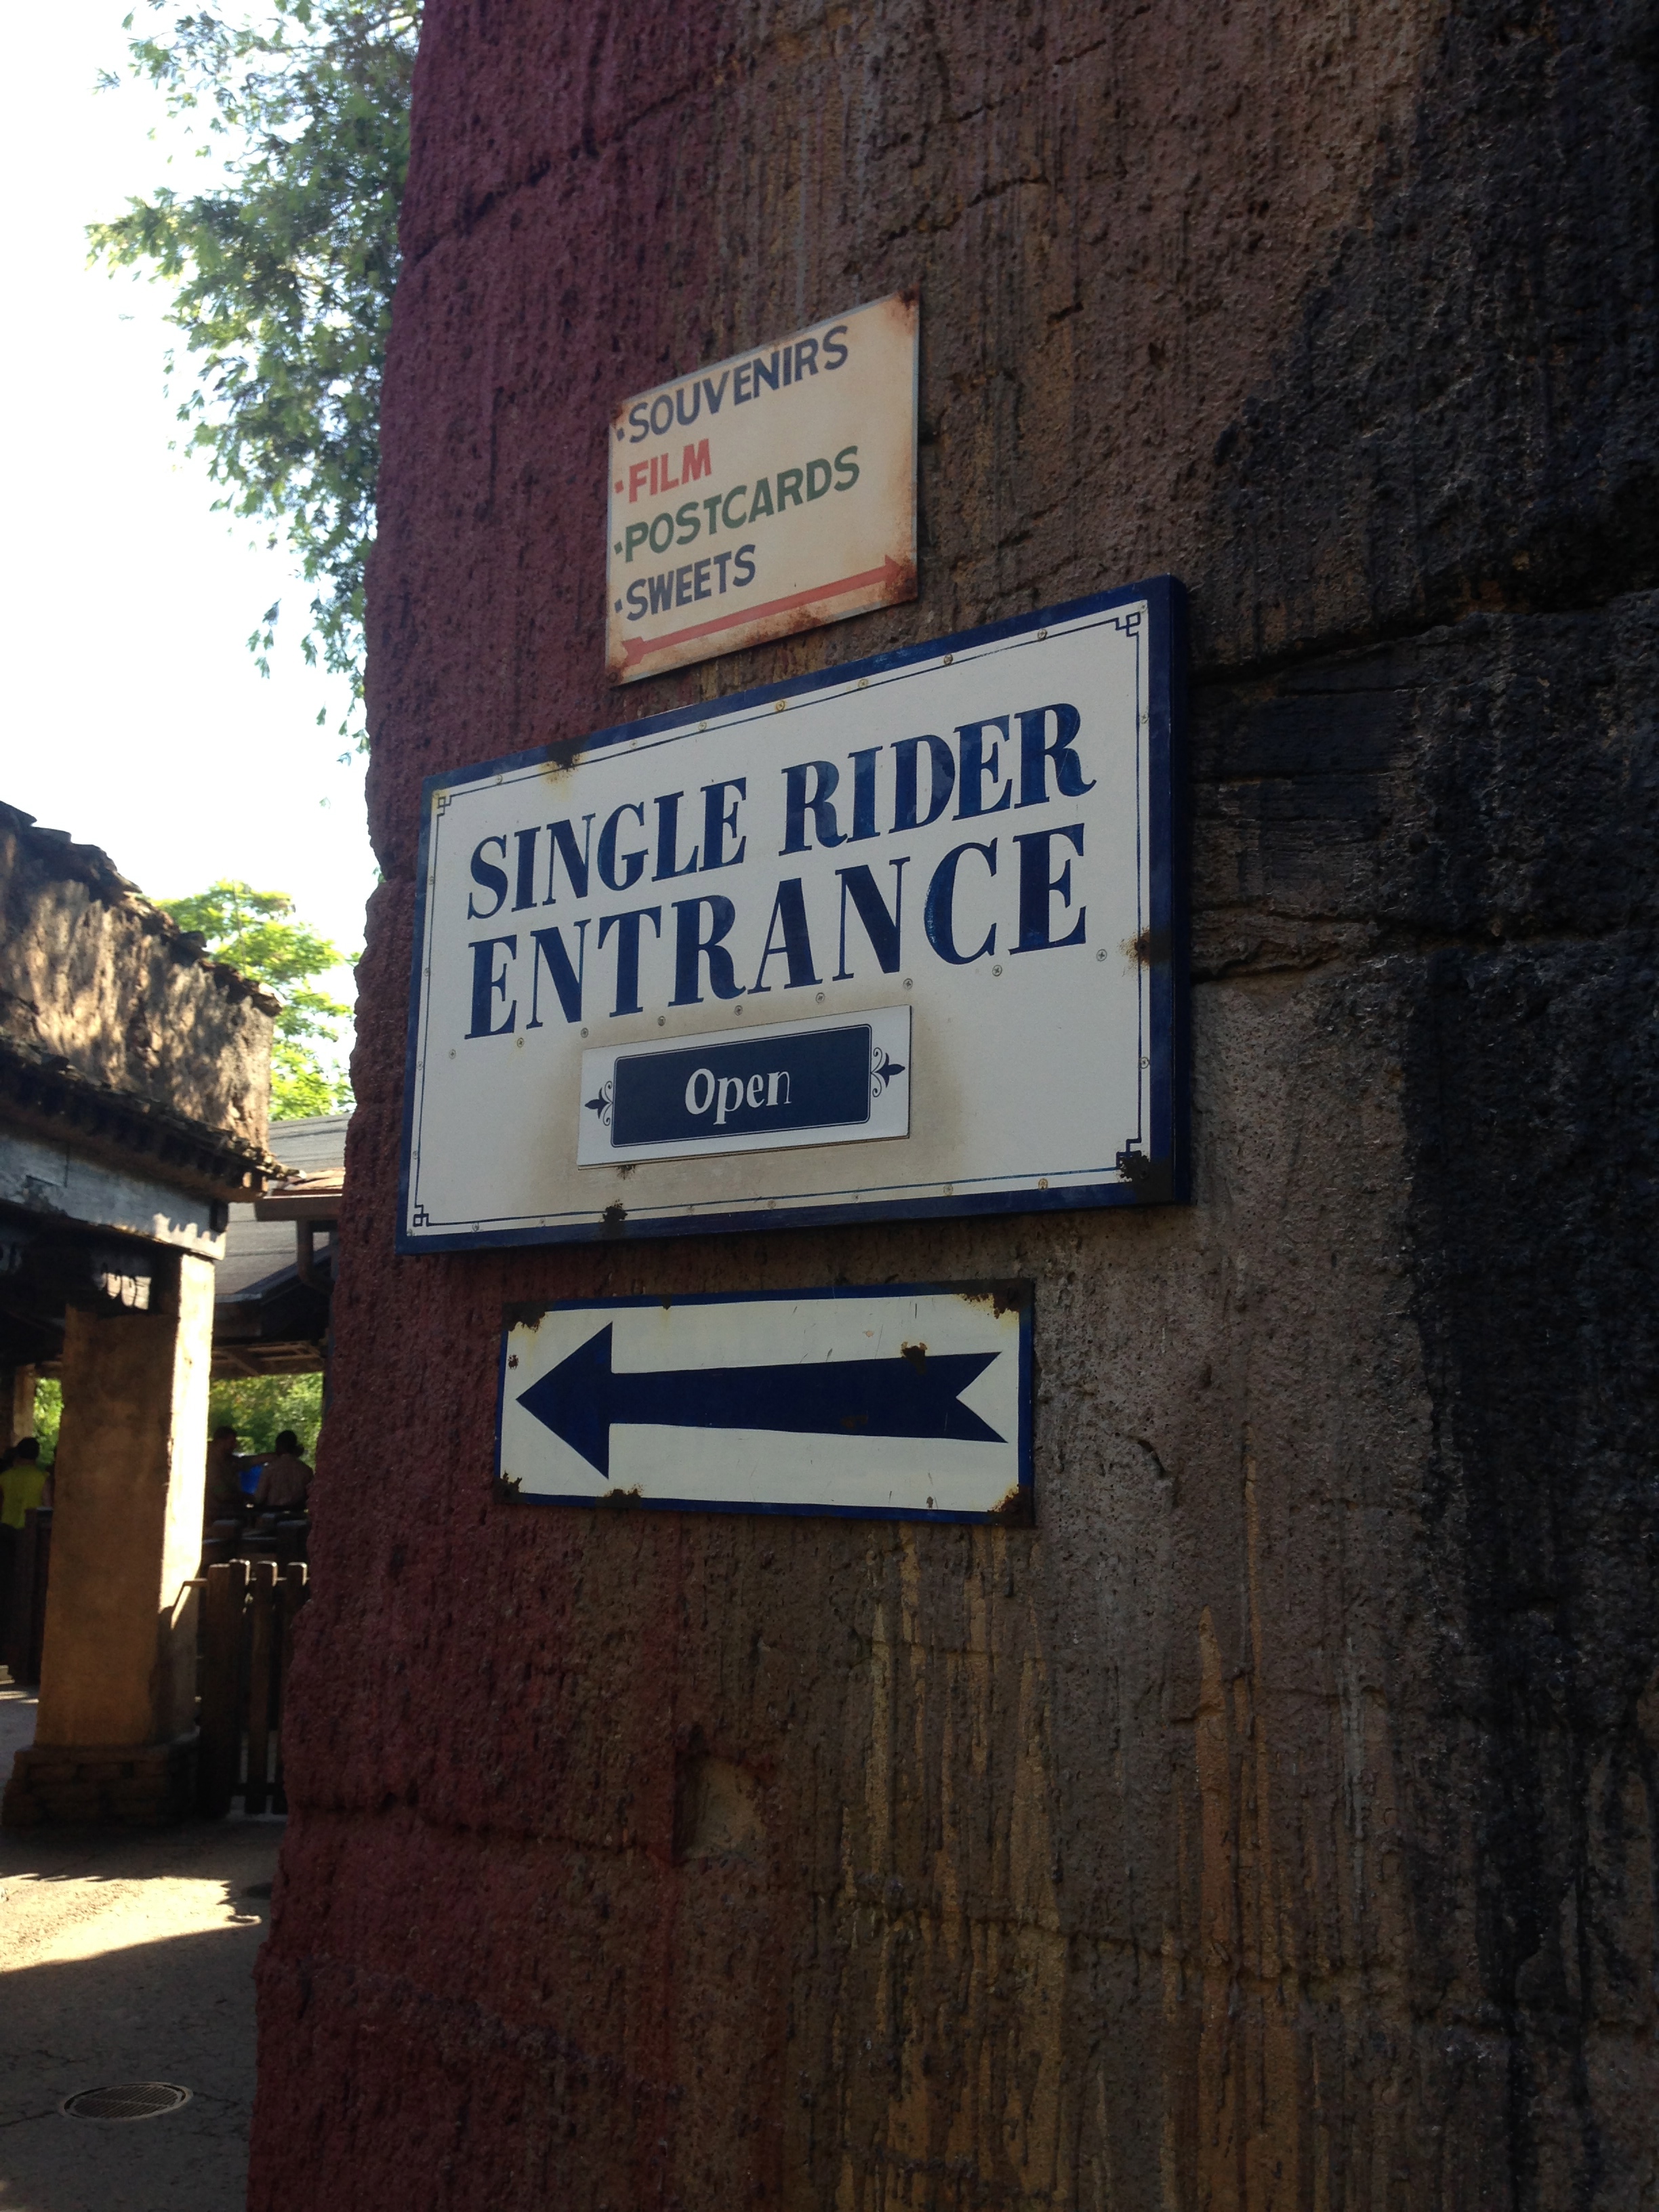 ·SOUVENIRS
·FILM
·POSTCARDS
·SWEETS
SINGLE RIDER
ENTRANCE
Open